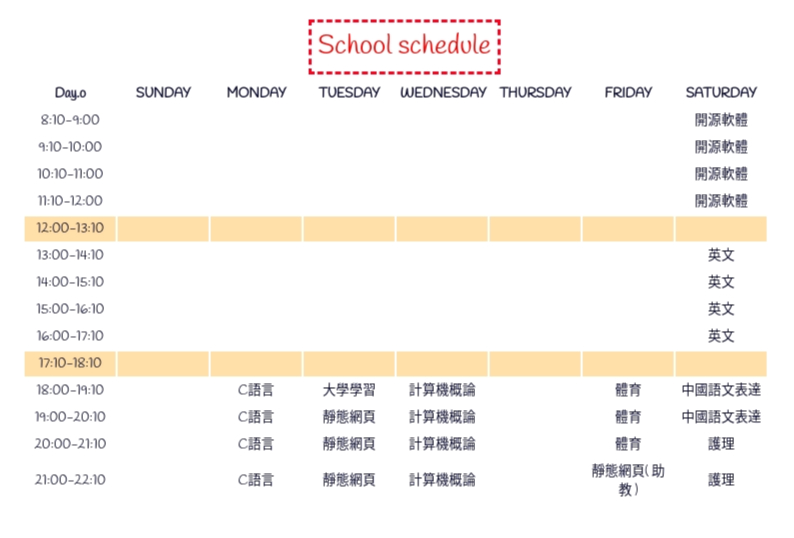 School schedule
Day.o SUNDAY MONDAY TUESDAY WEDNESDAY THURSDAY FRIDAY SATURDAY
8:10-9:00 開源軟體
9:10-10:00 開源軟體
10:10-11:00 開源軟體
11:10-12:00 開源軟體
12:00-13:10
13:00-14:10 英文
14:00-15:10 英文
15:00-16:10 英文
16:00-17:10 英文
17:10-18:10
18:00-19:10 C語言 大學學習 計算機概論 體育 中國語文表達
19:00-20:10 C語言 靜態網頁 計算機概論 體育 中國語文表達
20:00-21:10 C語言 靜態網頁 計算機概論 體育 護理
21:00-22:10 C語言 靜態網頁 計算機概論 靜態網頁( 助
教 ) 護理